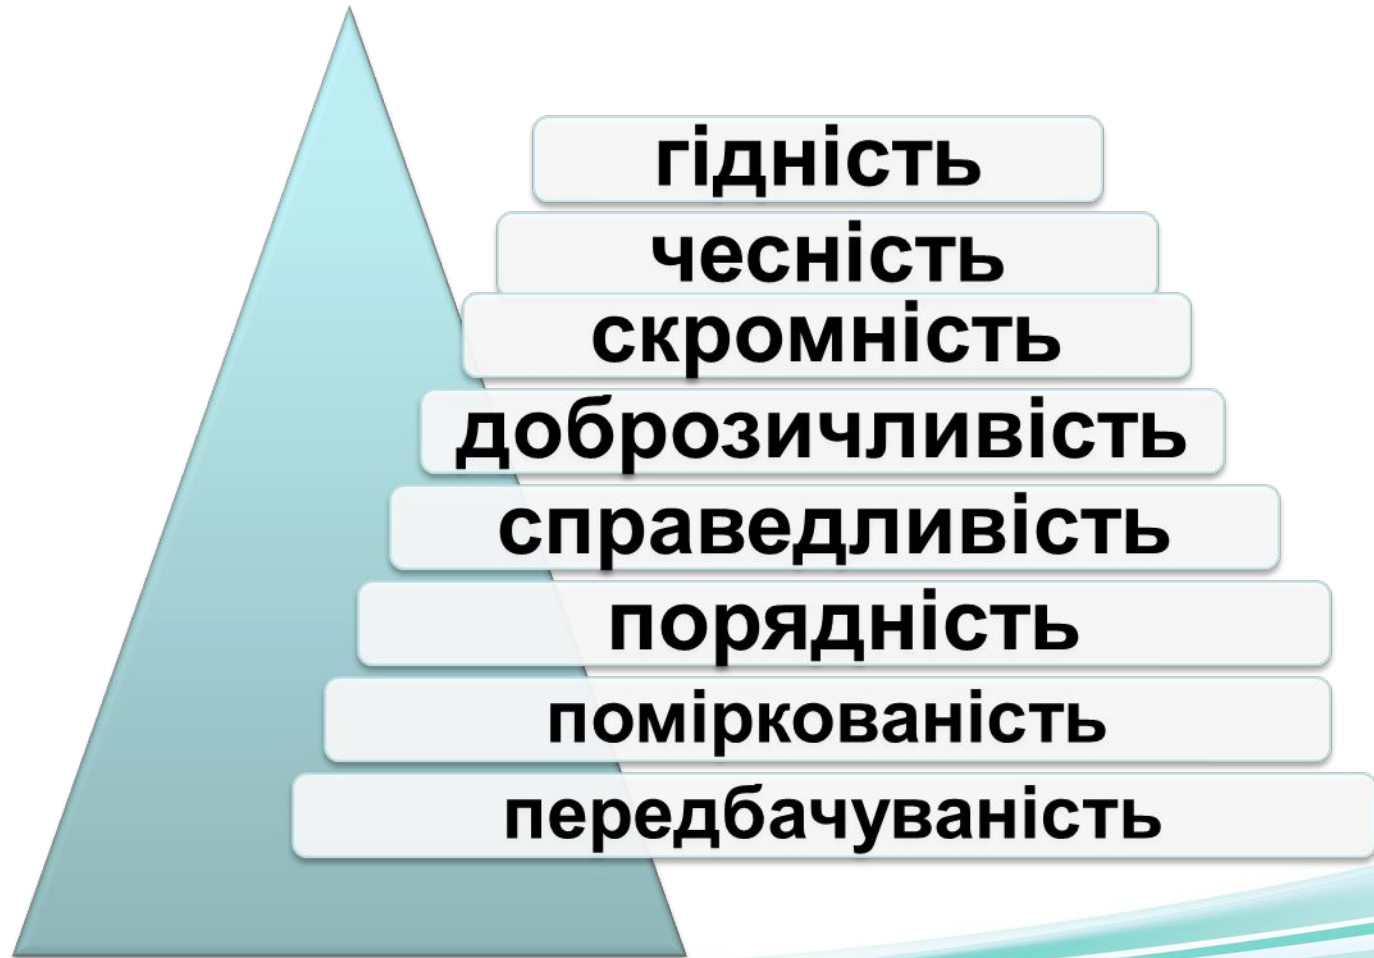 гідність
чесність
скромність
доброзичливість
справедливість
порядність
поміркованість
передбачуваність